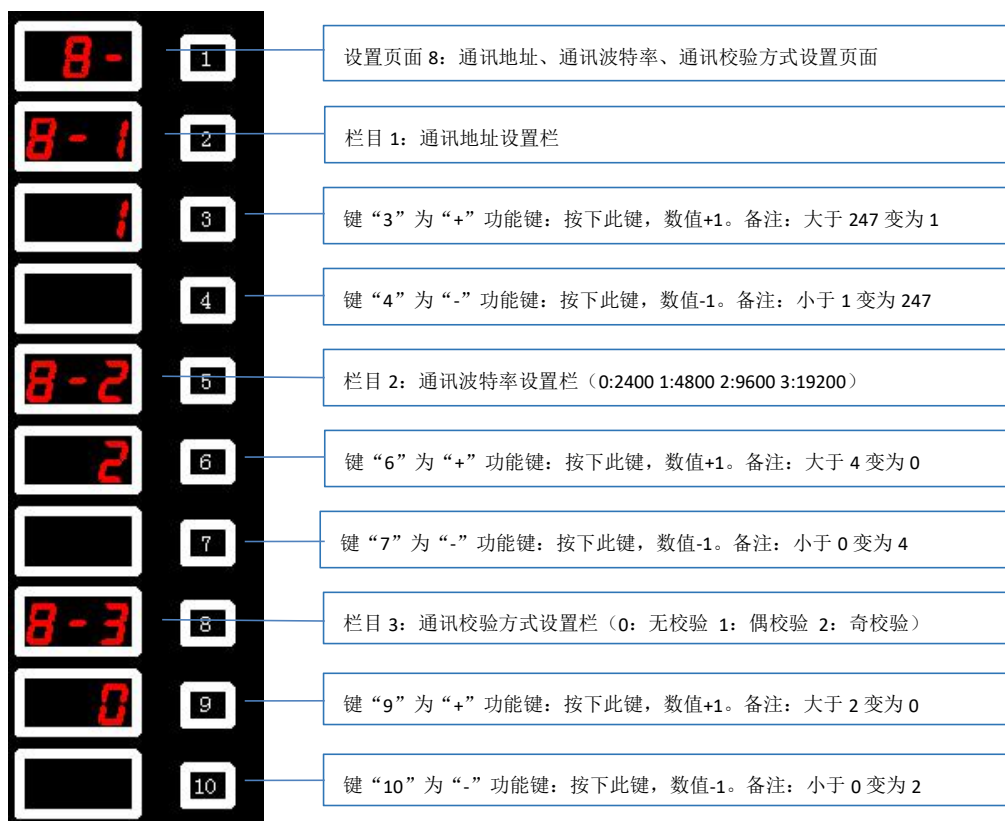 8- 1 设置页面 8：通讯地址、通讯波特率、通讯校验方式设置页面
8-1 2 栏目 1：通讯地址设置栏
1 3 键“3”为“+”功能键：按下此键，数值+1。备注：大于 247 变为 1
4 键“4”为“-”功能键：按下此键，数值-1。备注：小于 1 变为 247
8-2 5 栏目 2：通讯波特率设置栏（0:2400 1:4800 2:9600 3:19200）
2 6 键“6”为“+”功能键：按下此键，数值+1。备注：大于 4 变为 0
7 键“7”为“-”功能键：按下此键，数值-1。备注：小于 0 变为 4
8-3 8 栏目 3：通讯校验方式设置栏（0：无校验 1：偶校验 2：奇校验）
0 9 键“9”为“+”功能键：按下此键，数值+1。备注：大于 2 变为 0
10 键“10”为“-”功能键：按下此键，数值-1。备注：小于 0 变为 2